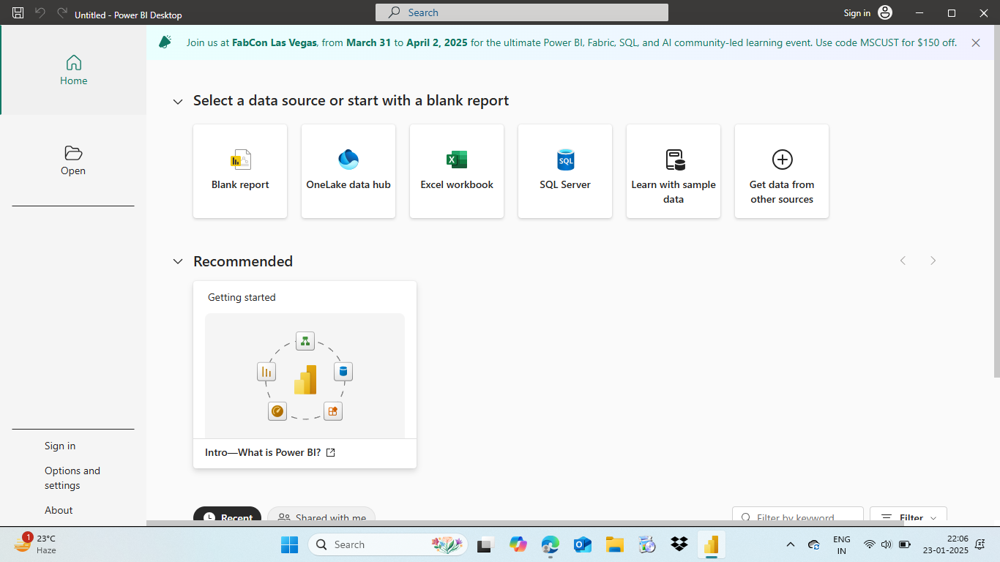 Untitled - Power BI Desktop
Search
Sign in
Join us at FabCon Las Vegas, from March 31 to April 2, 2025 for the ultimate Power BI, Fabric, SQL, and AI community-led learning event. Use code MSCUST for $150 off.
Home
Open
Select a data source or start with a blank report
Blank report
OneLake data hub
Excel workbook
SQL
SQL Server
Learn with sample
data
Get data from
other sources
Recommended
Getting started
Intro—What is Power BI?
Sign in
Options and
settings
About
Recent
Shared with me
Filter by keyword
Filter
1
23°C
Haze
Search
ENG
IN
22:06
23-01-2025